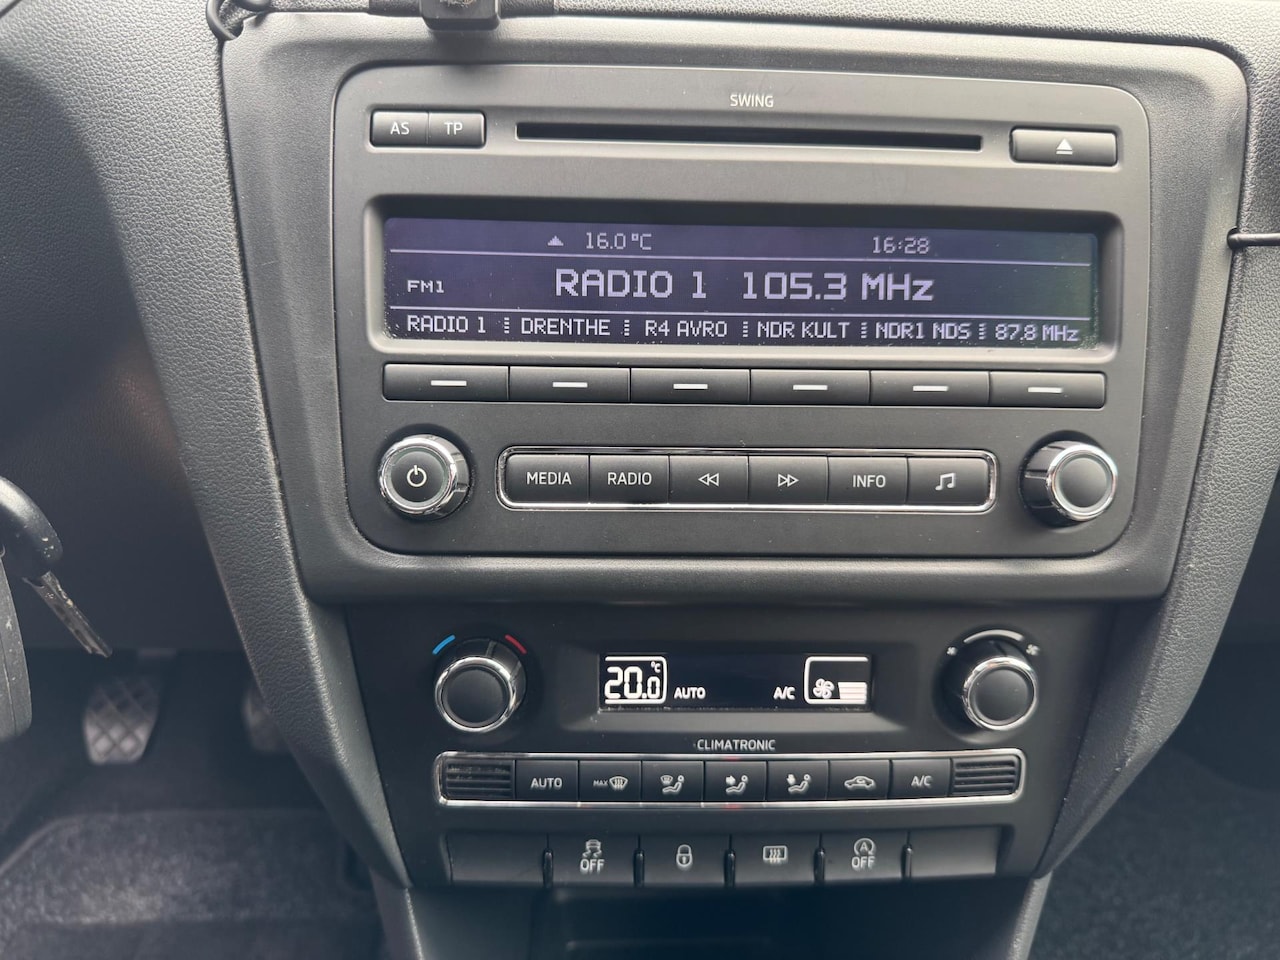 SWING
AS TP
16.0 °C 16:28
FM1 RADIO 1 105.3 MHz
RADIO 1 DRENTHE R4 AVRO NDR KULT NDR1 NDS 87.8 MHz
MEDIA RADIO INFO
20.0 °C AUTO A/C
CLIMATRONIC
AUTO MAX A/C
OFF A OFF